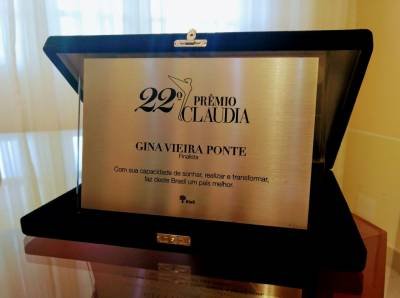 22º PRÊMIO
CLAUDIA
GINA VIEIRA PONTE
Finalista
Com sua capacidade de sonhar, realizar e transformar,
faz deste Brasil um país melhor.
Abril